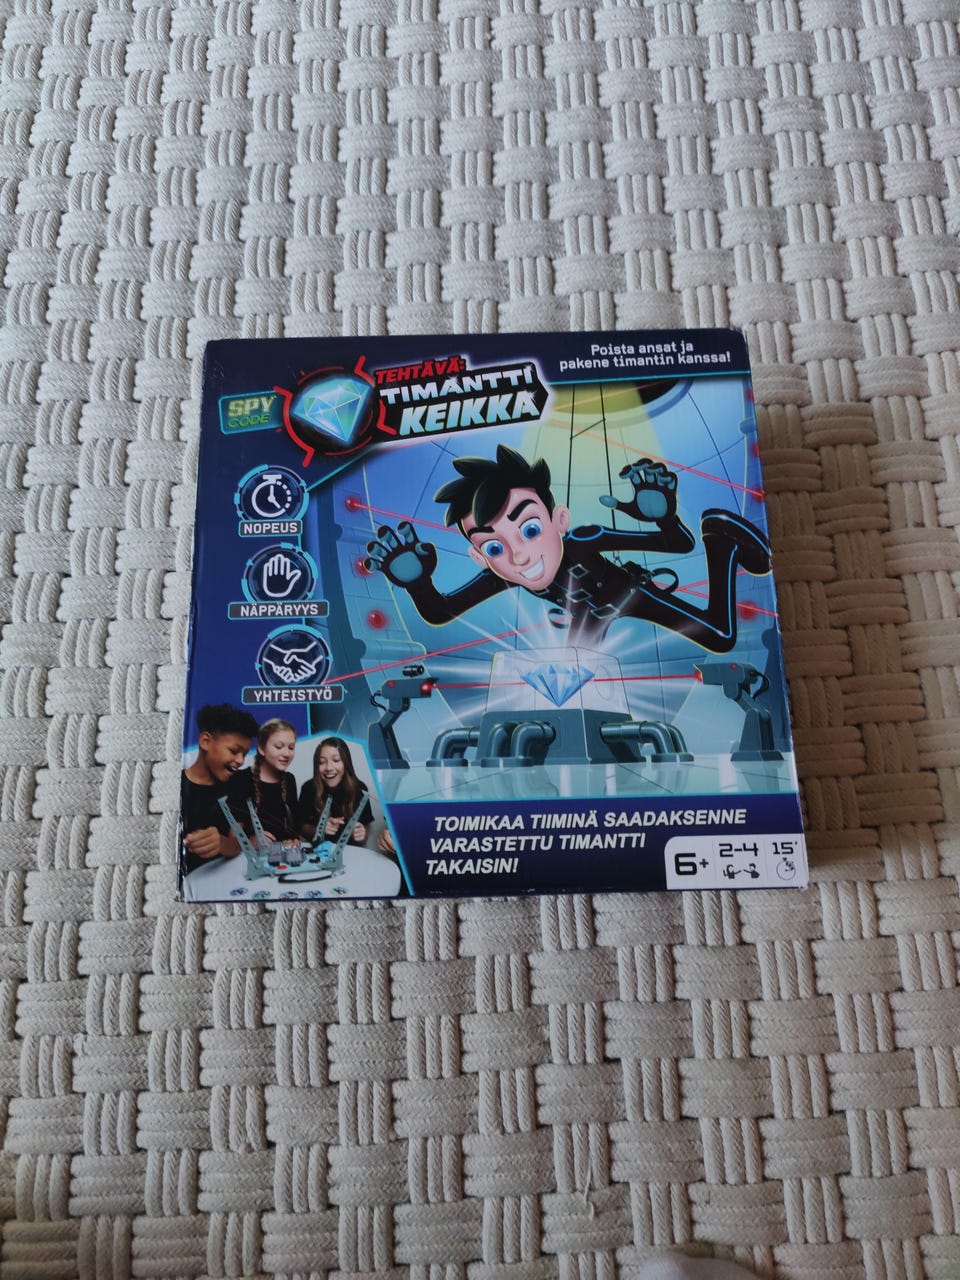 Poista ansat ja
pakene timantin kanssa!
SPY
CODE
TEHTÄVÄ:
TIMANTTI
KEIKKA
NOPEUS
NÄPPÄRYYS
YHTEISTYÖ
TOIMIKAA TIIMINÄ SAADAKSENNE
VARASTETTU TIMANTTI
TAKAISIN!
6+
2-4
15'